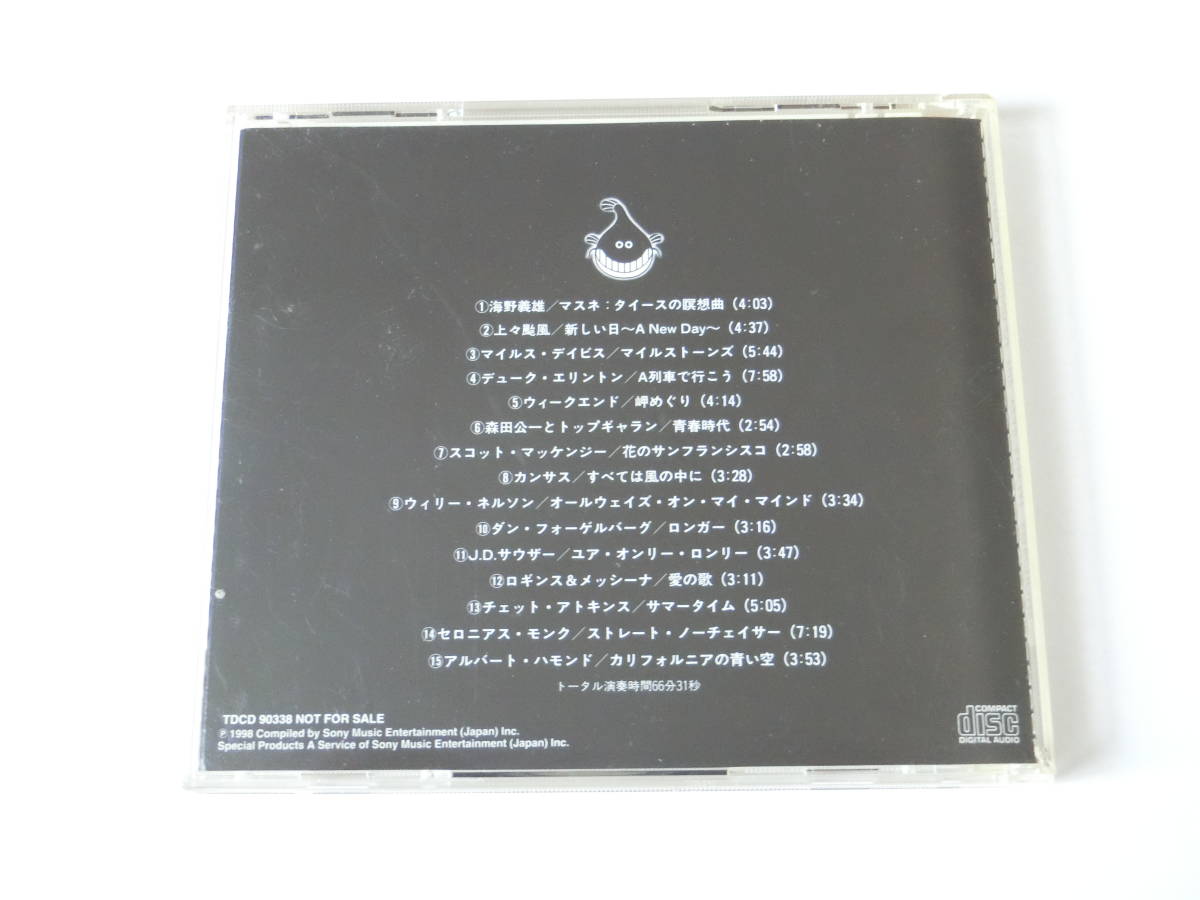 ①海野義雄/マスネ:タイースの瞑想曲(4:03)
②上々颱風/新しい日〜A New Day〜(4:37)
③マイルス・デイビス/マイルストーンズ(5:44)
④デューク・エリントン/A列車で行こう(7:58)
⑤ウィークエンド/岬めぐり(4:14)
⑥森田公一とトップギャラン/青春時代(2:54)
⑦スコット・マッケンジー/花のサンフランシスコ(2:58)
⑧カンサス/すべては風の中に(3:28)
⑨ウィリー・ネルソン/オールウェイズ・オン・マイ・マインド(3:34)
⑩ダン・フォーゲルバーグ/ロンガー(3:16)
⑪J.D.サウザー/ユア・オンリー・ロンリー(3:47)
⑫ロギンス&メッシーナ/愛の歌(3:11)
⑬チェット・アトキンス/サマータイム(5:05)
⑭セロニアス・モンク/ストレート・ノーチェイサー(7:19)
⑮アルバート・ハモンド/カリフォルニアの青い空(3:53)
トータル演奏時間66分31秒
TDCD 90338 NOT FOR SALE
℗ 1998 Compiled by Sony Music Entertainment (Japan) Inc.
Special Products A Service of Sony Music Entertainment (Japan) Inc.
COMPACT
disc
DIGITAL AUDIO